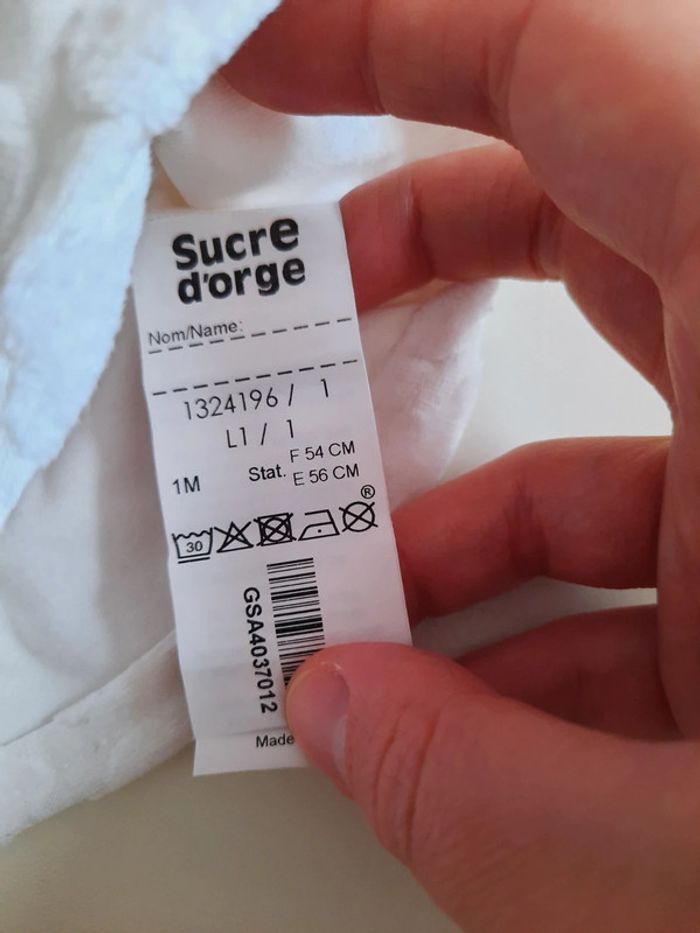 Sucre
d'orge
Nom/Name:
1324196 / 1
L1 / 1
1M Stat. F 54 CM
E 56 CM
®
30
GSA4037012
Made